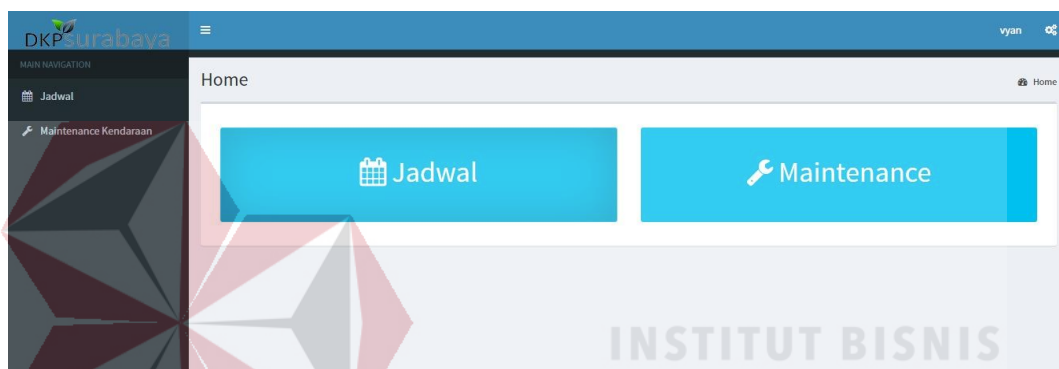 DKPSurabaya
vyan
MAIN NAVIGATION
Jadwal
Maintenance Kendaraan
Home
Home
Jadwal
Maintenance
INSTITUT BISNIS